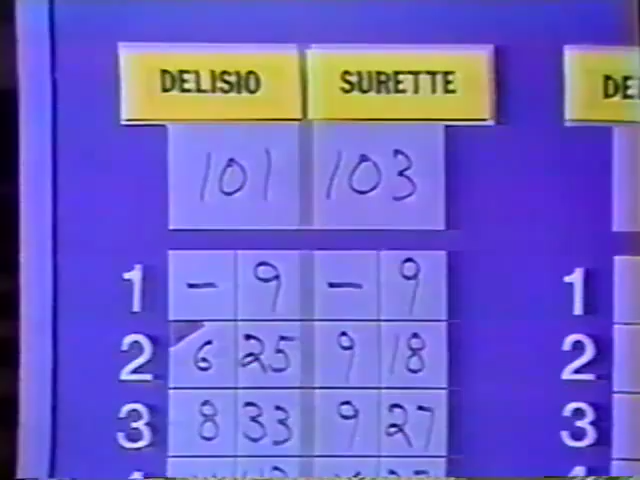 DELISIO SURETTE
101 103
1 - 9 - 9 1
2 6 25 9 18 2
3 8 33 9 27 3